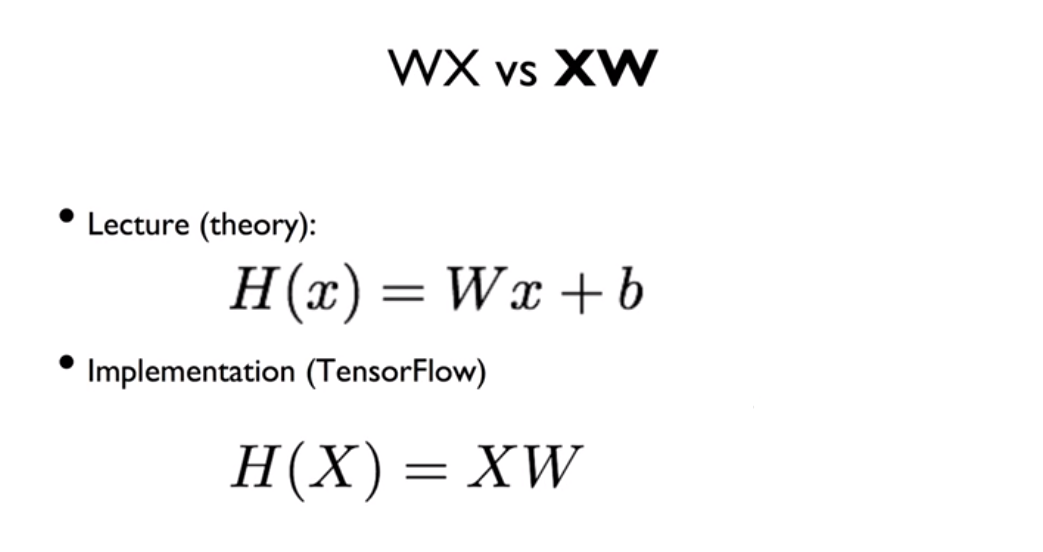 WX vs XW
• Lecture (theory):
H(x) = Wx + b
• Implementation (TensorFlow)
H(X) = XW